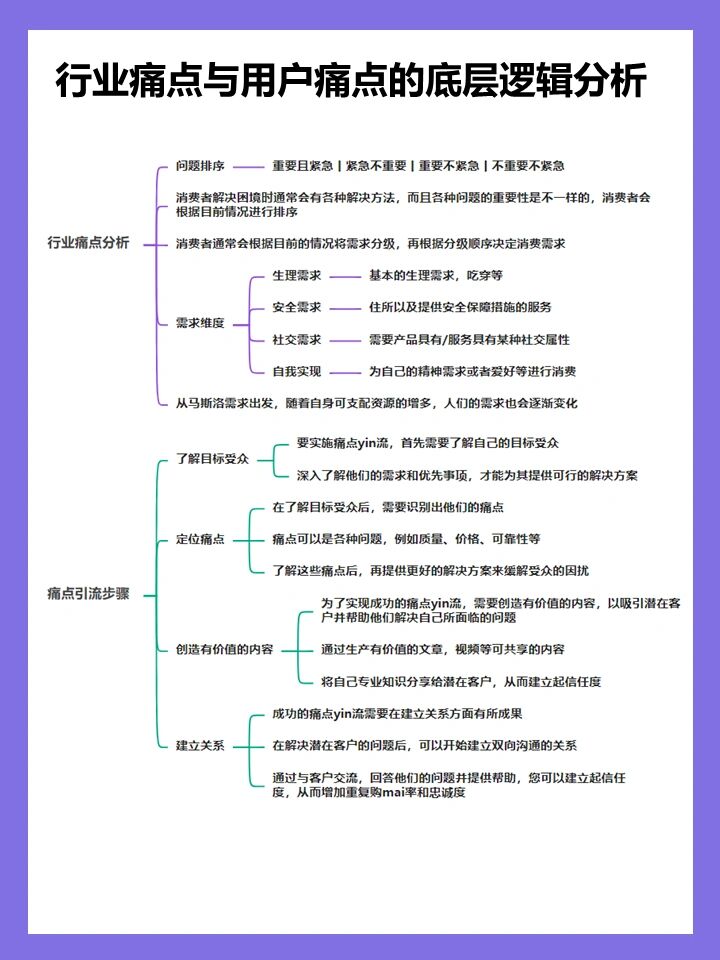 行业痛点与用户痛点的底层逻辑分析
行业痛点分析
问题排序
重要且紧急 | 紧急不重要 | 重要不紧急 | 不重要不紧急
消费者解决困境时通常会有各种解决方法，而且各种问题的重要性是不一样的，消费者会
根据目前情况进行排序
消费者通常会根据目前的情况将需求分级，再根据分级顺序决定消费需求
需求维度
生理需求
基本的生理需求，吃穿等
安全需求
住所以及提供安全保障措施的服务
社交需求
需要产品具有/服务具有某种社交属性
自我实现
为自己的精神需求或者爱好等进行消费
从马斯洛需求出发，随着自身可支配资源的增多，人们的需求也会逐渐变化
痛点引流步骤
了解目标受众
要实施痛点yin流，首先需要了解自己的目标受众
深入了解他们的需求和优先事项，才能为其提供可行的解决方案
定位痛点
在了解目标受众后，需要识别出他们的痛点
痛点可以是各种问题，例如质量、价格、可靠性等
了解这些痛点后，再提供更好的解决方案来缓解受众的困扰
创造有价值的内容
为了实现成功的痛点yin流，需要创造有价值的内容，以吸引潜在客
户并帮助他们解决自己所面临的问题
通过生产有价值的文章，视频等可共享的内容
将自己专业知识分享给潜在客户，从而建立起信任度
建立关系
成功的痛点yin流需要在建立关系方面有所成果
在解决潜在客户的问题后，可以开始建立双向沟通的关系
通过与客户交流，回答他们的问题并提供帮助，您可以建立起信任
度，从而增加重复购mai率和忠诚度